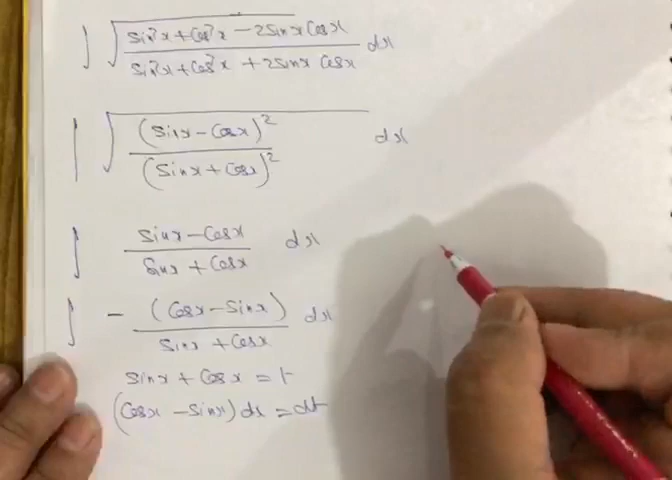 ∫ √(sin²x + cos²x − 2sinx cosx / sin²x + cos²x + 2sinx cosx) dx
∫ √((sinx − cosx)² / (sinx + cosx)²) dx
∫ sinx − cosx / sinx + cosx dx
∫ − (cosx − sinx) / sinx + cosx dx
sinx + cosx = t
(cosx − sinx) dx = dt